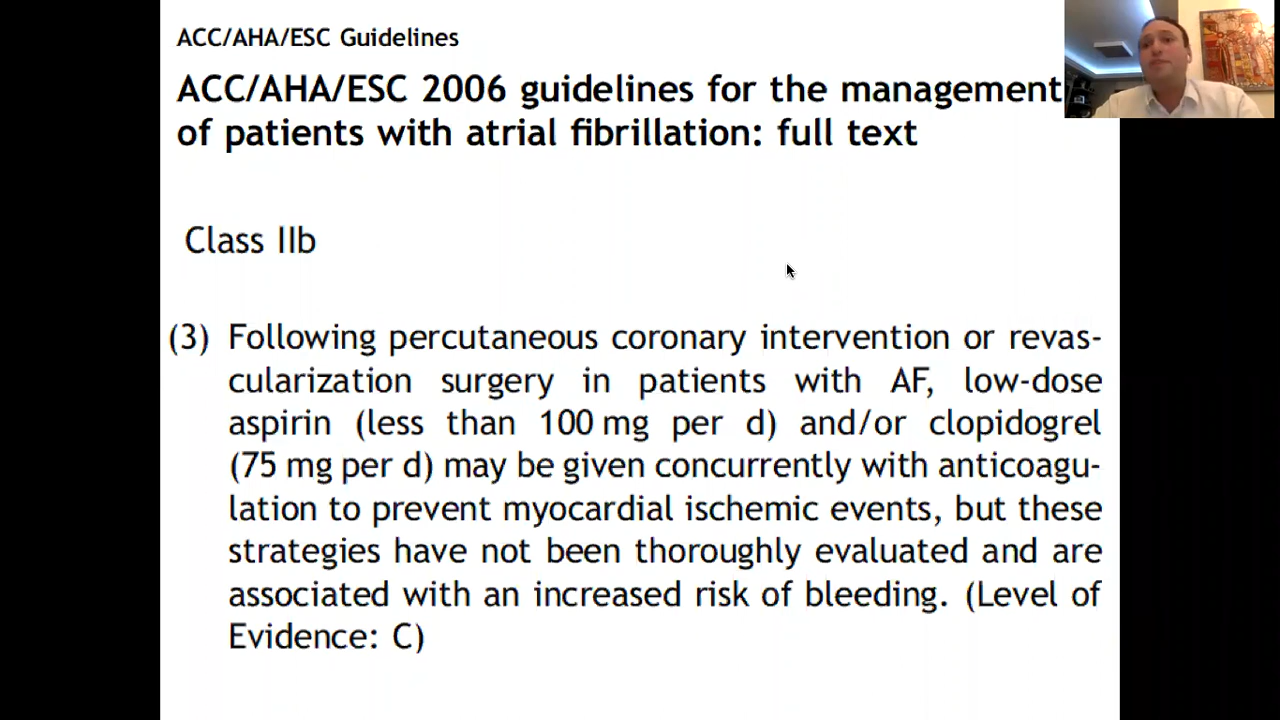 ACC/AHA/ESC Guidelines
ACC/AHA/ESC 2006 guidelines for the management
of patients with atrial fibrillation: full text
Class IIb
(3) Following percutaneous coronary intervention or revas-
cularization surgery in patients with AF, low-dose
aspirin (less than 100 mg per d) and/or clopidogrel
(75 mg per d) may be given concurrently with anticoagu-
lation to prevent myocardial ischemic events, but these
strategies have not been thoroughly evaluated and are
associated with an increased risk of bleeding. (Level of
Evidence: C)